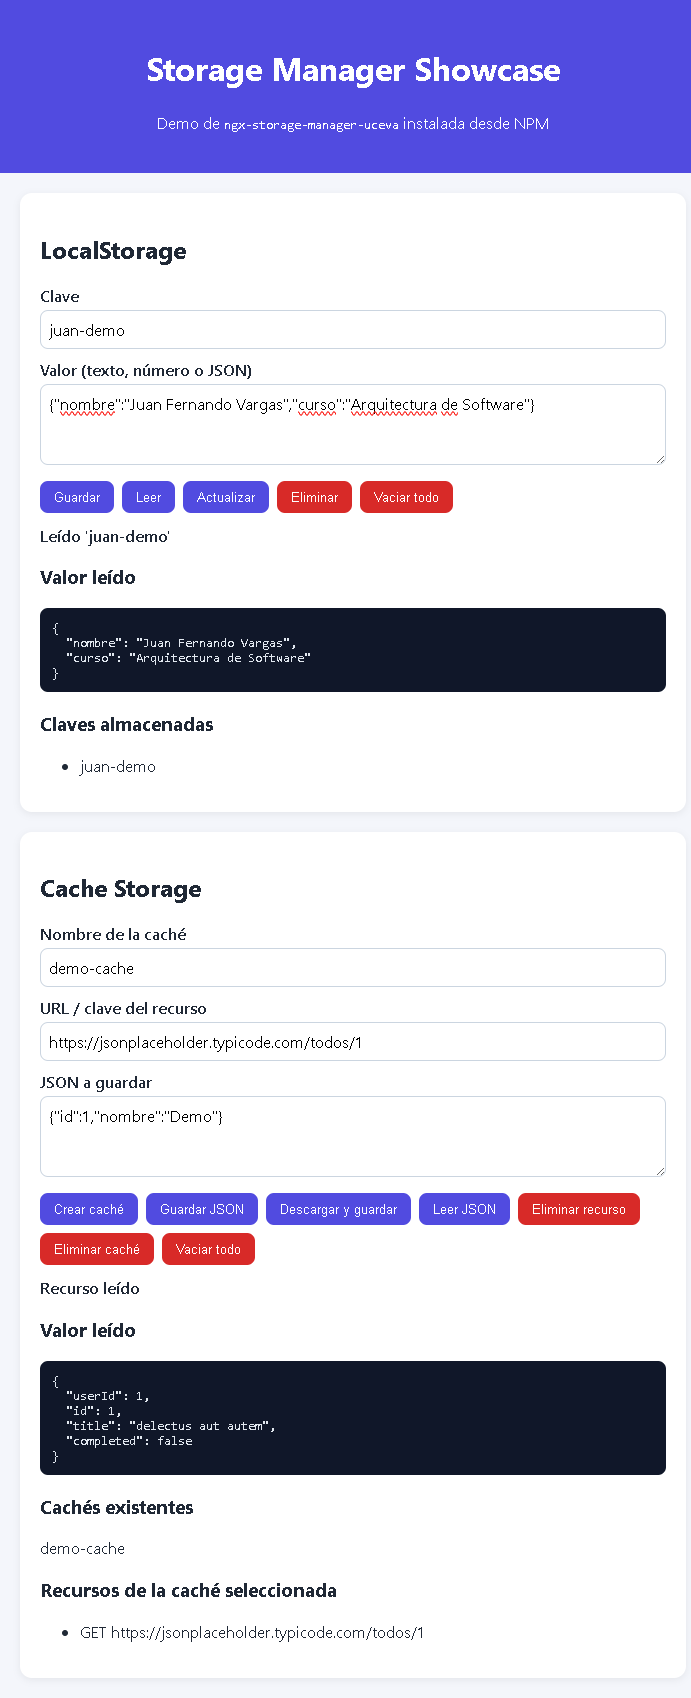 Storage Manager Showcase
Demo de ngx-storage-manager-uceva instalada desde NPM
LocalStorage
Clave
juan-demo
Valor (texto, número o JSON)
{"nombre":"Juan Fernando Vargas","curso":"Arquitectura de Software"}
Guardar Leer Actualizar Eliminar Vaciar todo
Leído 'juan-demo'
Valor leído
{
"nombre": "Juan Fernando Vargas",
"curso": "Arquitectura de Software"
}
Claves almacenadas
juan-demo
Cache Storage
Nombre de la caché
demo-cache
URL / clave del recurso
https://jsonplaceholder.typicode.com/todos/1
JSON a guardar
{"id":1,"nombre":"Demo"}
Crear caché Guardar JSON Descargar y guardar Leer JSON Eliminar recurso
Eliminar caché Vaciar todo
Recurso leído
Valor leído
{
"userId": 1,
"id": 1,
"title": "delectus aut autem",
"completed": false
}
Cachés existentes
demo-cache
Recursos de la caché seleccionada
GET https://jsonplaceholder.typicode.com/todos/1